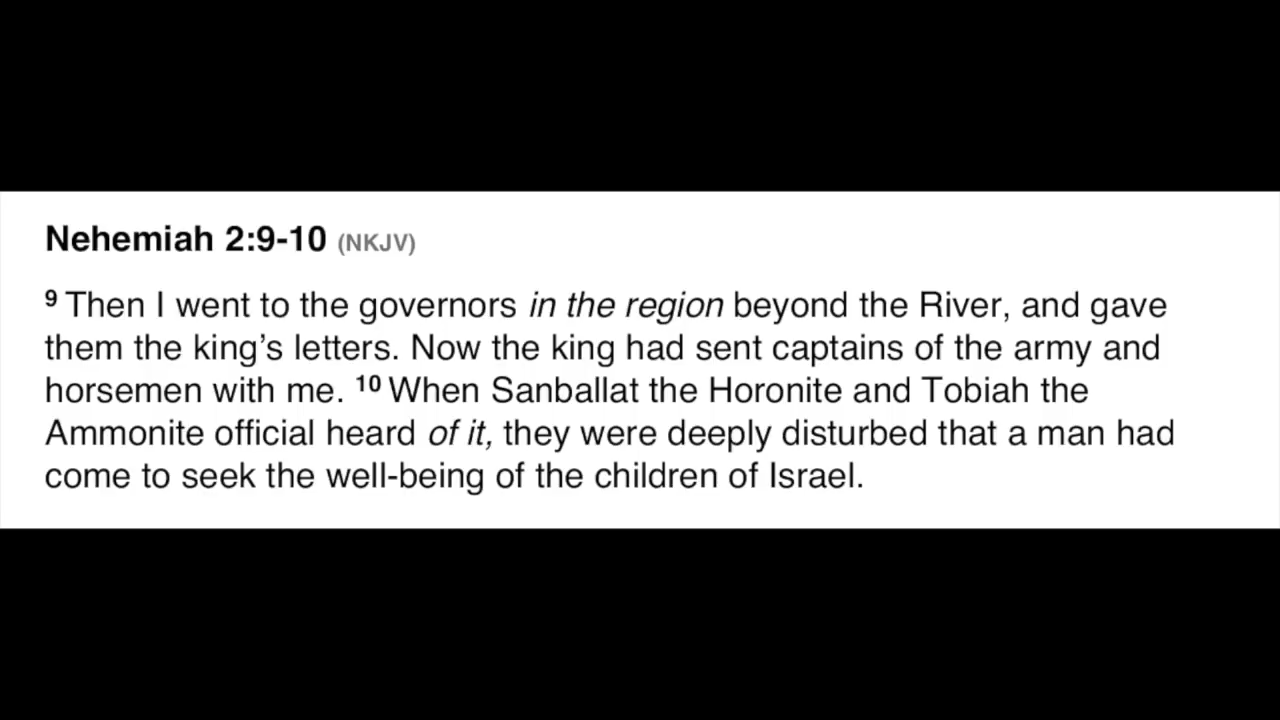 Nehemiah 2:9-10 (NKJV)
9 Then I went to the governors in the region beyond the River, and gave
them the king’s letters. Now the king had sent captains of the army and
horsemen with me. 10 When Sanballat the Horonite and Tobiah the
Ammonite official heard of it, they were deeply disturbed that a man had
come to seek the well-being of the children of Israel.